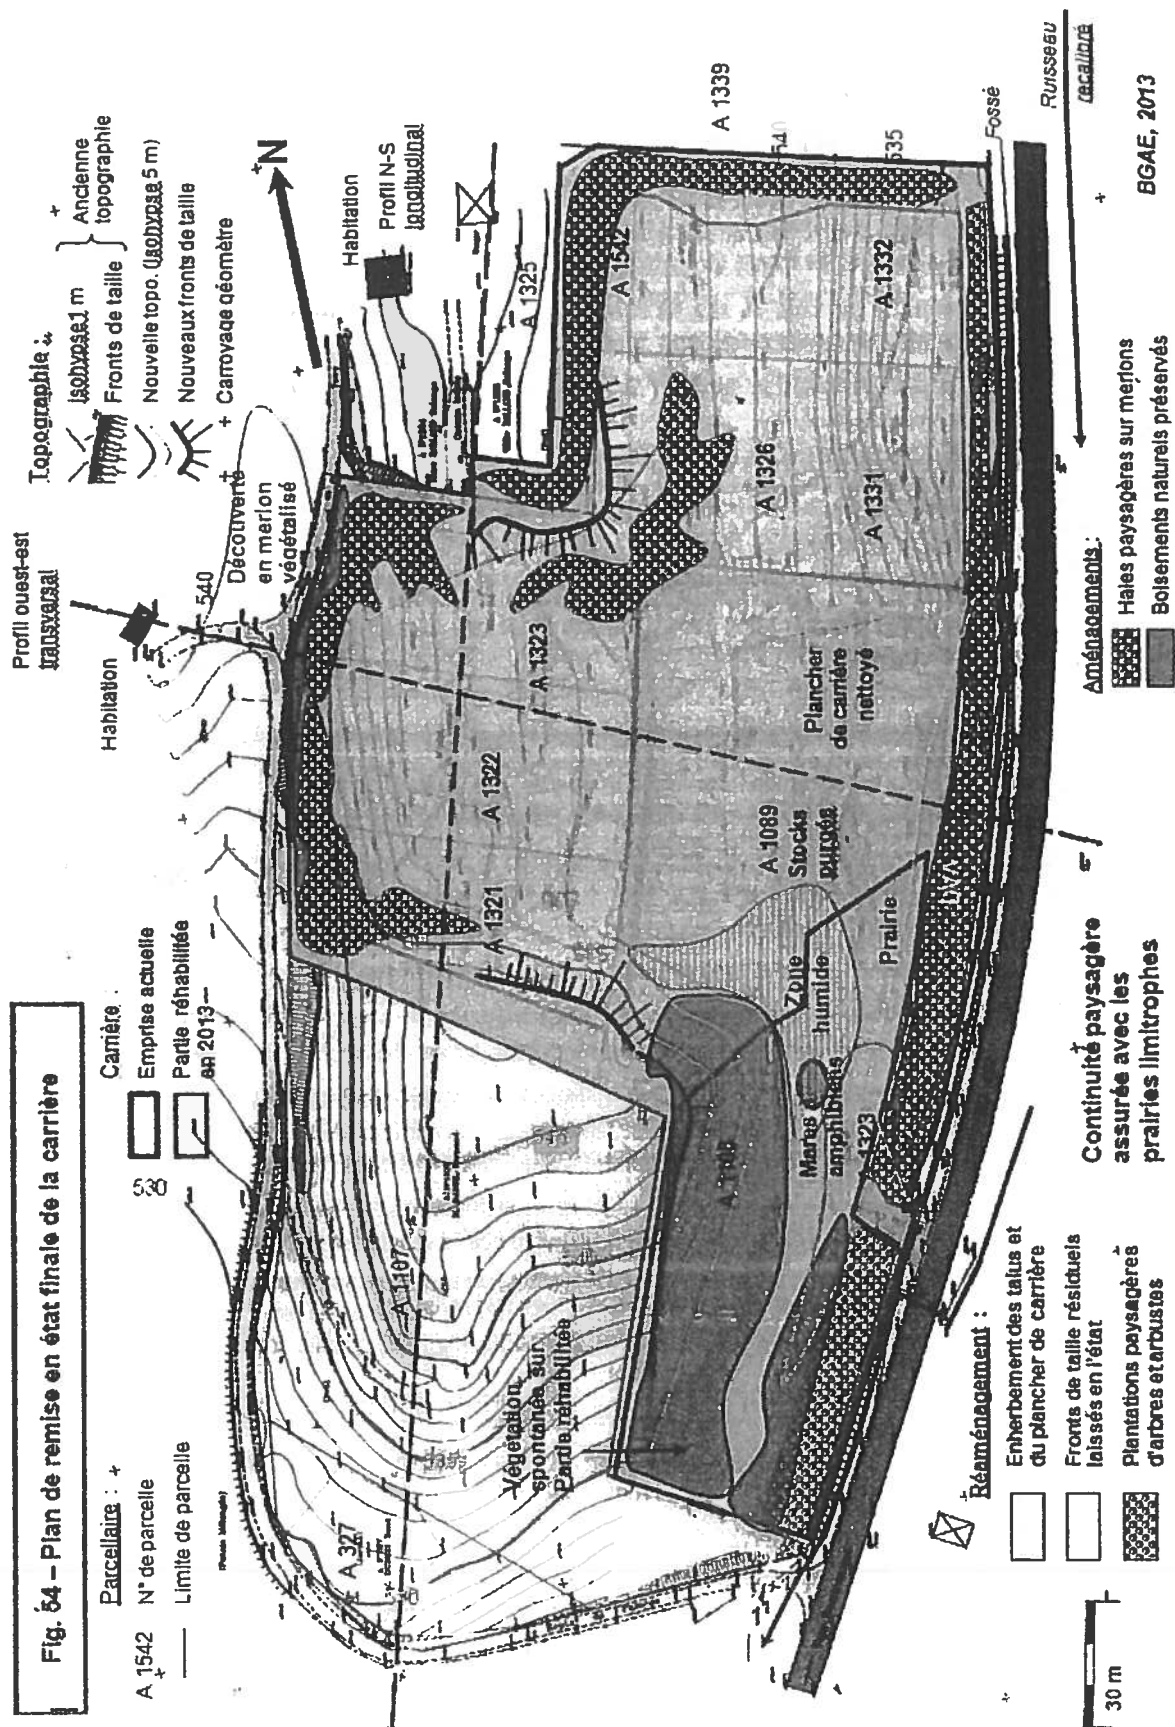 Fig. 54 – Plan de remise en état finale de la carrière
Parcellaire :
A 1542 N° de parcelle
Limite de parcelle
Carrière :
Emprise actuelle
Partie réhabilitée
en 2013
Topographie :
Isohypse 1 m
Fronts de taille
Ancienne
topographie
Nouvelle topo. (Isohypse 5 m)
Nouveaux fronts de taille
Carroyage géomètre
N
Profil ouest-est
transversal
Habitation
540
Découverte
en merlon
végétalisé
Habitation
Profil N-S
longitudinal
530
A 1325
A 1339
A 1542
540
535
A 1332
A 1326
A 1331
A 1323
A 1322
A 1321
A 1107
A 327
Plancher
de carrière
nettoyé
A 1089
Stocks
purgés
Zone
humide
Prairie
Mares à
amphibiens
1323
Végétation
spontanée sur
Partie réhabilitée
Fossé
Ruisseau
recalibré
BGAE, 2013
Continuité paysagère
assurée avec les
prairies limitrophes
Réaménagement :
Enherbement des talus et
du plancher de carrière
Fronts de taille résiduels
laissés en l'état
Plantations paysagères
d'arbres et arbustes
Aménagements :
Haies paysagères sur merlons
Boisements naturels préservés
30 m